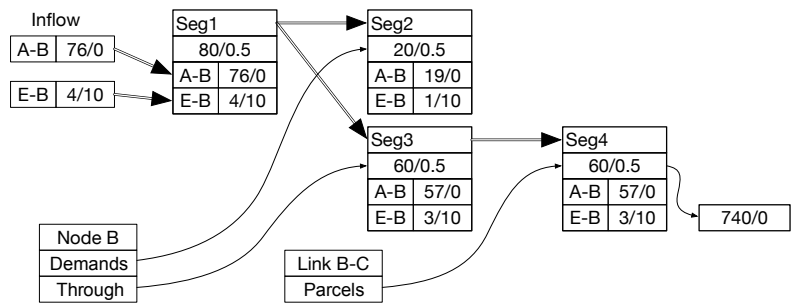 Inflow
A-B 76/0
E-B 4/10
Seg1
80/0.5
A-B 76/0
E-B 4/10
Seg2
20/0.5
A-B 19/0
E-B 1/10
Seg3
60/0.5
A-B 57/0
E-B 3/10
Seg4
60/0.5
A-B 57/0
E-B 3/10
740/0
Node B
Demands
Through
Link B-C
Parcels